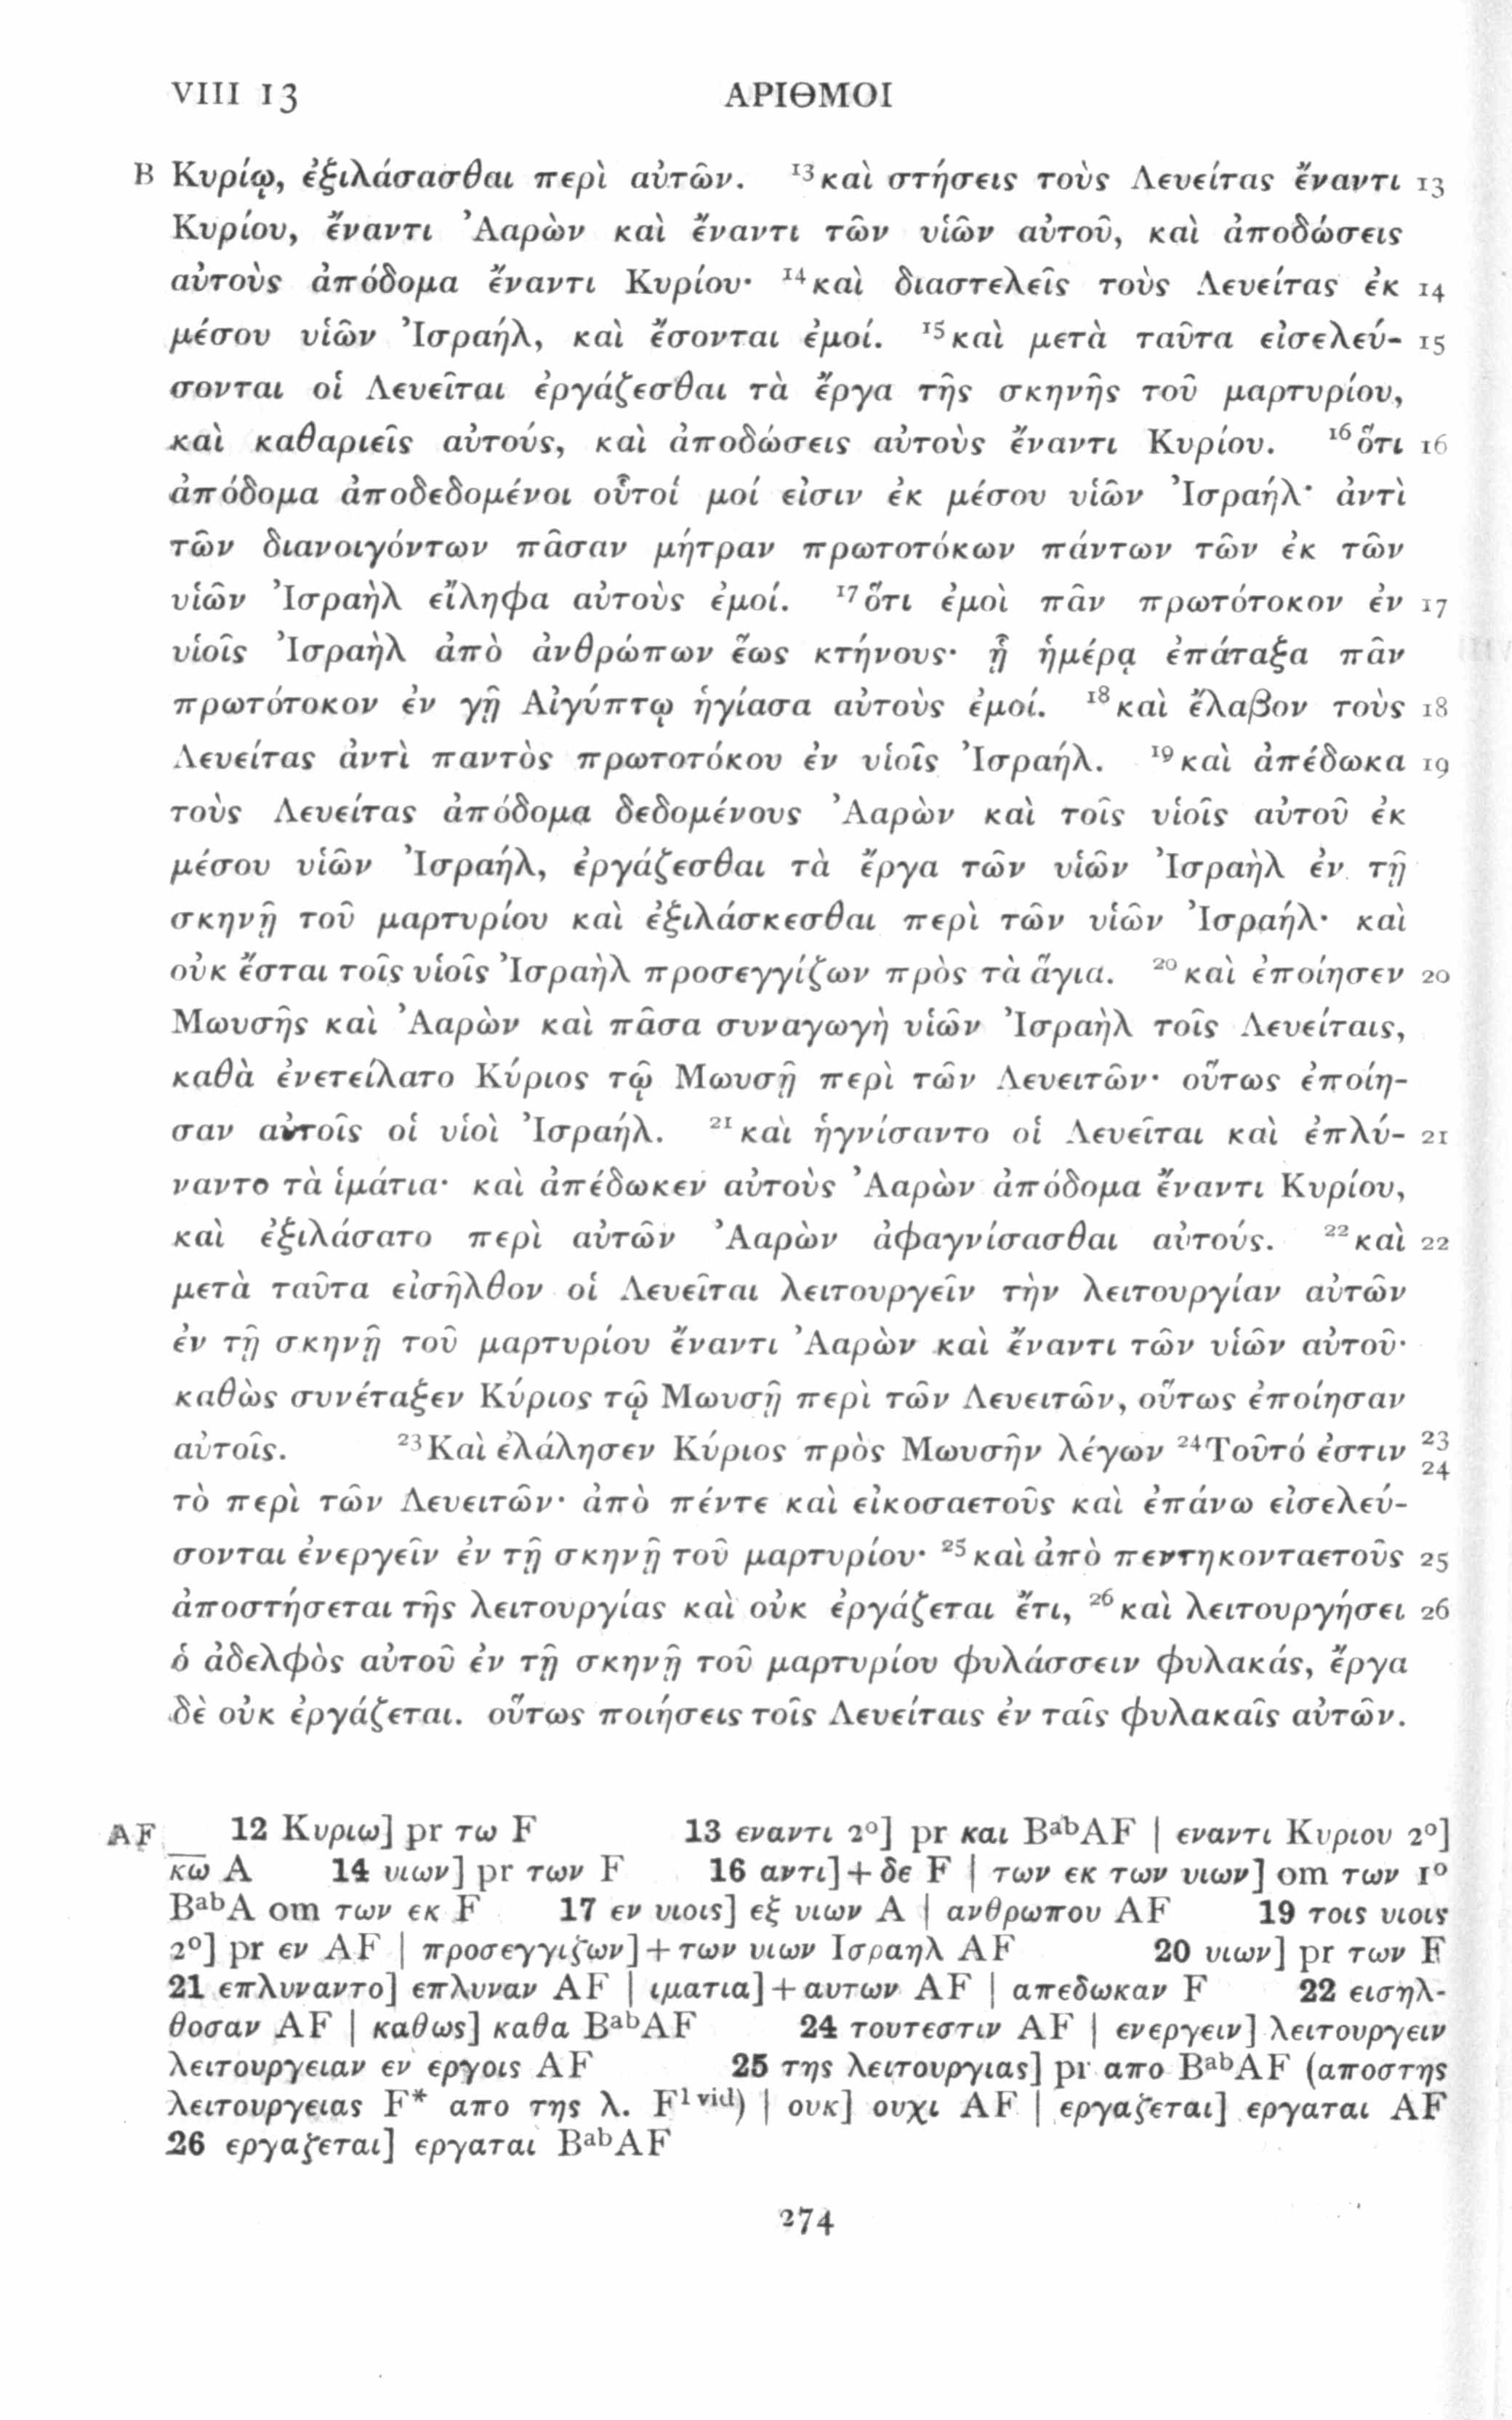 VIII 13 ΑΡΙΘΜΟΙ
B Κυρίῳ, ἐξιλάσασθαι περὶ αὐτῶν. ¹³καὶ στήσεις τοὺς Λευείτας ἔναντι 13
Κυρίου, ἔναντι Ἀαρὼν καὶ ἔναντι τῶν υἱῶν αὐτοῦ, καὶ ἀποδώσεις
αὐτοὺς ἀπόδομα ἔναντι Κυρίου· ¹⁴καὶ διαστελεῖς τοὺς Λευείτας ἐκ 14
μέσου υἱῶν Ἰσραήλ, καὶ ἔσονται ἐμοί. ¹⁵καὶ μετὰ ταῦτα εἰσελεύ- 15
σονται οἱ Λευεῖται ἐργάζεσθαι τὰ ἔργα τῆς σκηνῆς τοῦ μαρτυρίου,
καὶ καθαριεῖς αὐτούς, καὶ ἀποδώσεις αὐτοὺς ἔναντι Κυρίου. ¹⁶ὅτι 16
ἀπόδομα ἀποδεδομένοι οὗτοί μοί εἰσιν ἐκ μέσου υἱῶν Ἰσραήλ· ἀντὶ
τῶν διανοιγόντων πᾶσαν μήτραν πρωτοτόκων πάντων τῶν ἐκ τῶν
υἱῶν Ἰσραὴλ εἴληφα αὐτοὺς ἐμοί. ¹⁷ὅτι ἐμοὶ πᾶν πρωτότοκον ἐν 17
υἱοῖς Ἰσραὴλ ἀπὸ ἀνθρώπων ἕως κτήνους· ᾗ ἡμέρᾳ ἐπάταξα πᾶν
πρωτότοκον ἐν γῇ Αἰγύπτῳ ἡγίασα αὐτοὺς ἐμοί. ¹⁸καὶ ἔλαβον τοὺς 18
Λευείτας ἀντὶ παντὸς πρωτοτόκου ἐν υἱοῖς Ἰσραήλ. ¹⁹καὶ ἀπέδωκα 19
τοὺς Λευείτας ἀπόδομα δεδομένους Ἀαρὼν καὶ τοῖς υἱοῖς αὐτοῦ ἐκ
μέσου υἱῶν Ἰσραήλ, ἐργάζεσθαι τὰ ἔργα τῶν υἱῶν Ἰσραὴλ ἐν τῇ
σκηνῇ τοῦ μαρτυρίου καὶ ἐξιλάσκεσθαι περὶ τῶν υἱῶν Ἰσραήλ· καὶ
οὐκ ἔσται τοῖς υἱοῖς Ἰσραὴλ προσεγγίζων πρὸς τὰ ἅγια. ²⁰καὶ ἐποίησεν 20
Μωυσῆς καὶ Ἀαρὼν καὶ πᾶσα συναγωγὴ υἱῶν Ἰσραὴλ τοῖς Λευείταις,
καθὰ ἐνετείλατο Κύριος τῷ Μωυσῇ περὶ τῶν Λευειτῶν· οὕτως ἐποίη-
σαν αὐτοῖς οἱ υἱοὶ Ἰσραήλ. ²¹καὶ ἡγνίσαντο οἱ Λευεῖται καὶ ἐπλύ- 21
ναντο τὰ ἱμάτια· καὶ ἀπέδωκεν αὐτοὺς Ἀαρὼν ἀπόδομα ἔναντι Κυρίου,
καὶ ἐξιλάσατο περὶ αὐτῶν Ἀαρὼν ἀφαγνίσασθαι αὐτούς. ²²καὶ 22
μετὰ ταῦτα εἰσῆλθον οἱ Λευεῖται λειτουργεῖν τὴν λειτουργίαν αὐτῶν
ἐν τῇ σκηνῇ τοῦ μαρτυρίου ἔναντι Ἀαρὼν καὶ ἔναντι τῶν υἱῶν αὐτοῦ·
καθὼς συνέταξεν Κύριος τῷ Μωυσῇ περὶ τῶν Λευειτῶν, οὕτως ἐποίησαν
αὐτοῖς. ²³Καὶ ἐλάλησεν Κύριος πρὸς Μωυσῆν λέγων ²⁴Τοῦτό ἐστιν 23 24
τὸ περὶ τῶν Λευειτῶν· ἀπὸ πέντε καὶ εἰκοσαετοῦς καὶ ἐπάνω εἰσελεύ-
σονται ἐνεργεῖν ἐν τῇ σκηνῇ τοῦ μαρτυρίου· ²⁵καὶ ἀπὸ πεντηκονταετοῦς 25
ἀποστήσεται τῆς λειτουργίας καὶ οὐκ ἐργάζεται ἔτι, ²⁶καὶ λειτουργήσει 26
ὁ ἀδελφὸς αὐτοῦ ἐν τῇ σκηνῇ τοῦ μαρτυρίου φυλάσσειν φυλακάς, ἔργα
δὲ οὐκ ἐργάζεται. οὕτως ποιήσεις τοῖς Λευείταις ἐν ταῖς φυλακαῖς αὐτῶν.
AF 12 Κυριω] pr τω F 13 εναντι 2°] pr και BᵃᵇAF | εναντι Κυριου 2°]
κ̅ω̅ A 14 υιων] pr των F 16 αντι] + δε F | των εκ των υιων] om των 1°
BᵃᵇA om των εκ F 17 εν υιοις] εξ υιων A | ανθρωπου AF 19 τοις υιοις
2°] pr εν AF | προσεγγιζων] + των υιων Ισραηλ AF 20 υιων] pr των F
21 επλυναντο] επλυναν AF | ιματια] + αυτων AF | απεδωκαν F 22 εισηλ-
θοσαν AF | καθως] καθα BᵃᵇAF 24 τουτεστιν AF | ενεργειν] λειτουργειν
λειτουργειαν εν εργοις AF 25 της λειτουργιας] pr απο BᵃᵇAF (αποστης
λειτουργειας F* απο της λ. F¹ ᵛⁱᵈ) | ουκ] ουχι AF | εργαζεται] εργαται AF
26 εργαζεται] εργαται BᵃᵇAF
274